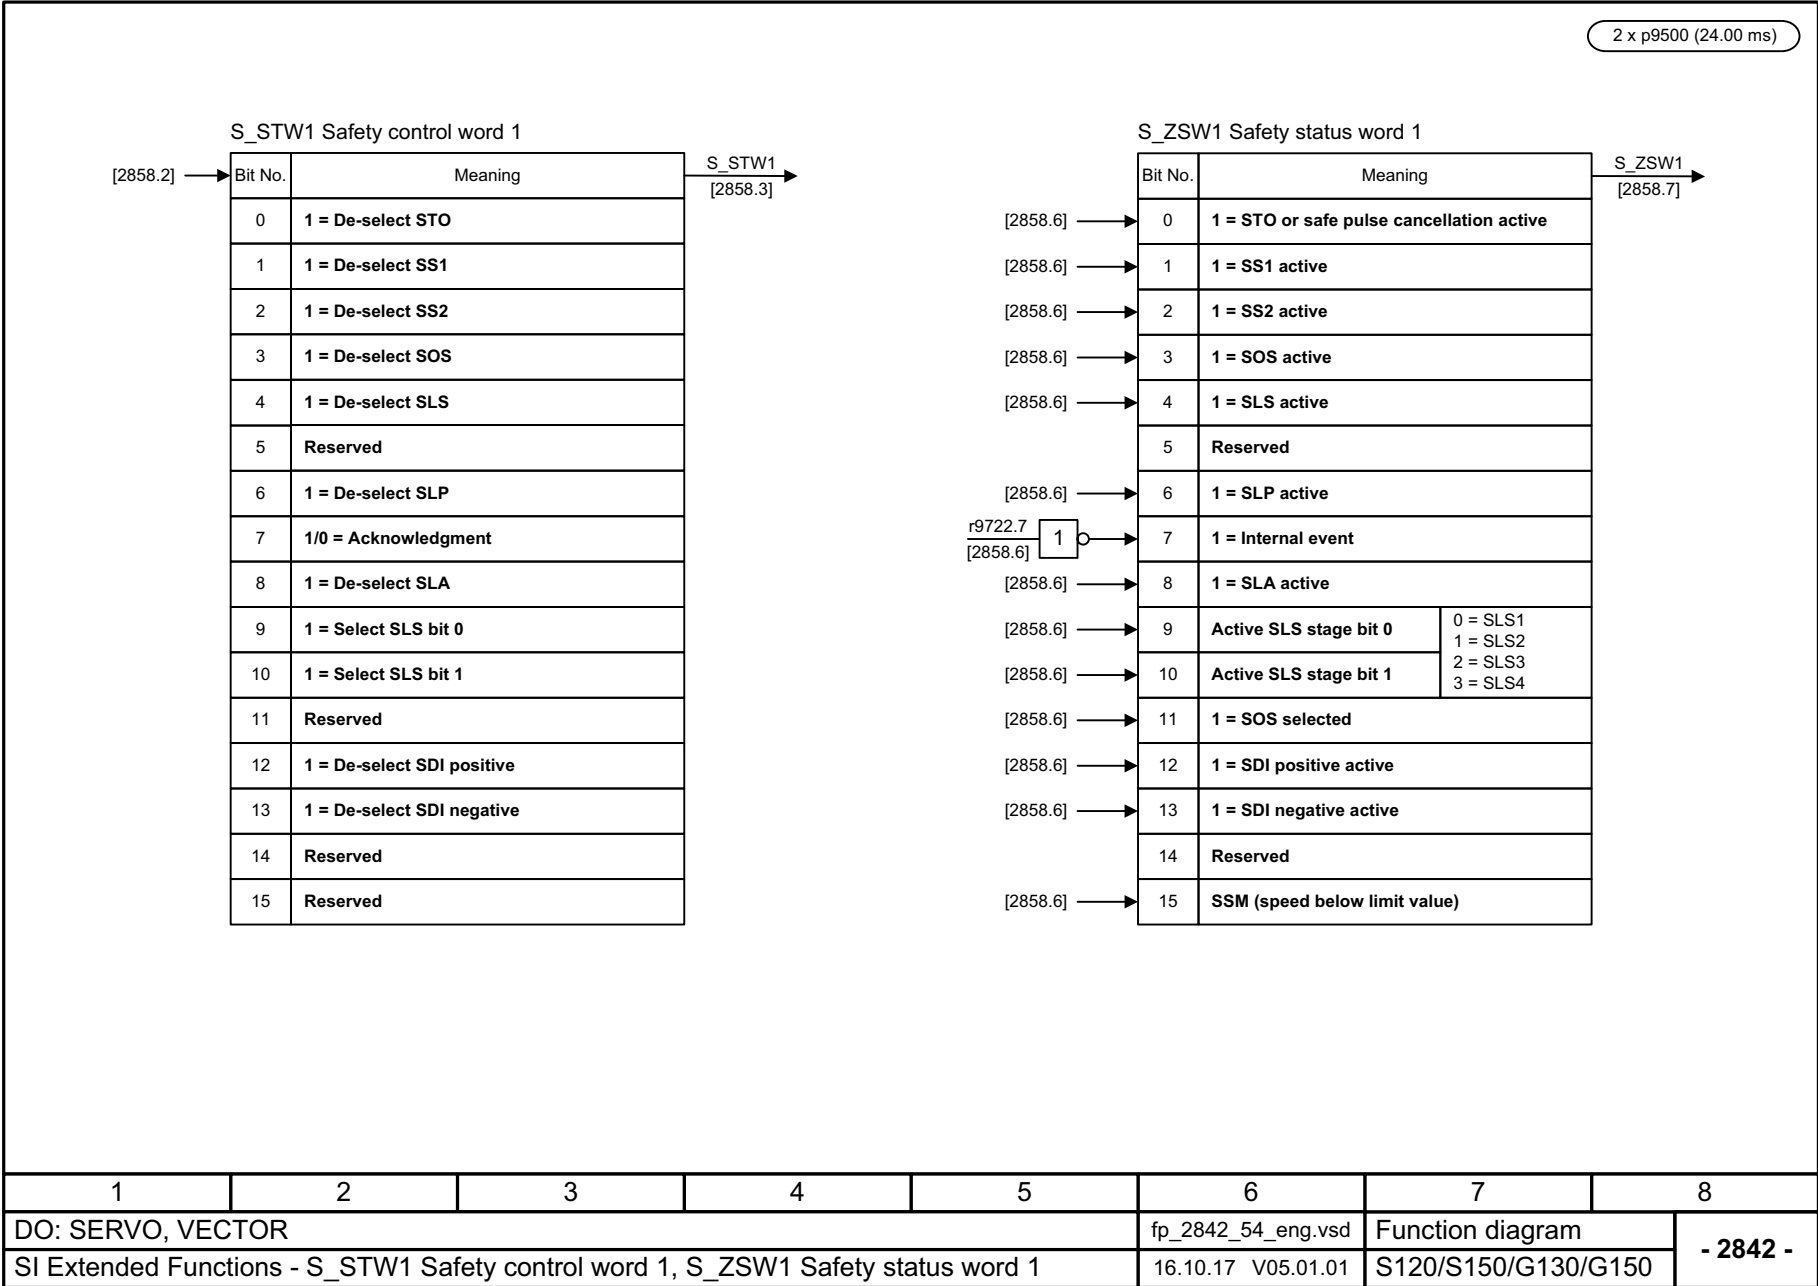 2 x p9500 (24.00 ms)
S_STW1 Safety control word 1
[2858.2]
Bit No. Meaning
S_STW1
[2858.3]
0 1 = De-select STO
1 1 = De-select SS1
2 1 = De-select SS2
3 1 = De-select SOS
4 1 = De-select SLS
5 Reserved
6 1 = De-select SLP
7 1/0 = Acknowledgment
8 1 = De-select SLA
9 1 = Select SLS bit 0
10 1 = Select SLS bit 1
11 Reserved
12 1 = De-select SDI positive
13 1 = De-select SDI negative
14 Reserved
15 Reserved
S_ZSW1 Safety status word 1
Bit No. Meaning
S_ZSW1
[2858.7]
[2858.6] 0 1 = STO or safe pulse cancellation active
[2858.6] 1 1 = SS1 active
[2858.6] 2 1 = SS2 active
[2858.6] 3 1 = SOS active
[2858.6] 4 1 = SLS active
5 Reserved
[2858.6] 6 1 = SLP active
r9722.7
[2858.6]
1 7 1 = Internal event
[2858.6] 8 1 = SLA active
[2858.6] 9 Active SLS stage bit 0
[2858.6] 10 Active SLS stage bit 1
0 = SLS1
1 = SLS2
2 = SLS3
3 = SLS4
[2858.6] 11 1 = SOS selected
[2858.6] 12 1 = SDI positive active
[2858.6] 13 1 = SDI negative active
14 Reserved
[2858.6] 15 SSM (speed below limit value)
1 2 3 4 5 6 7 8
DO: SERVO, VECTOR
fp_2842_54_eng.vsd
Function diagram
- 2842 -
SI Extended Functions - S_STW1 Safety control word 1, S_ZSW1 Safety status word 1
16.10.17 V05.01.01
S120/S150/G130/G150